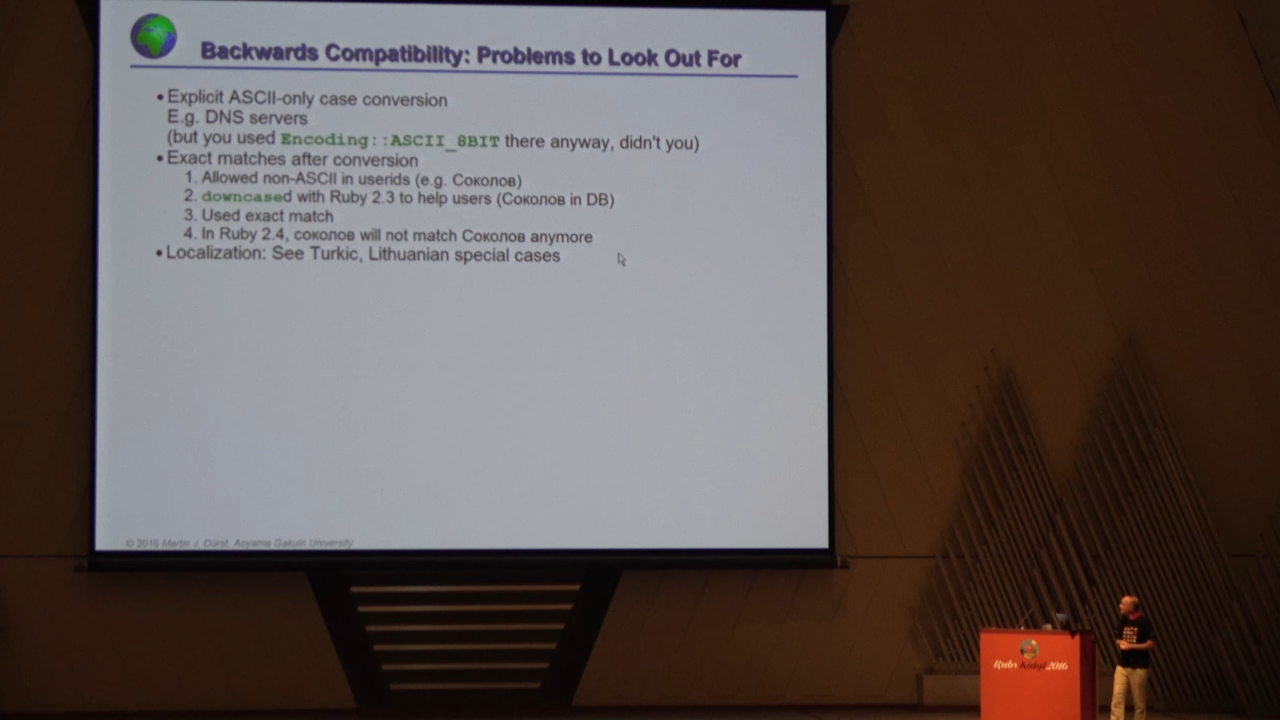 Backwards Compatibility: Problems to Look Out For
• Explicit ASCII-only case conversion
E.g. DNS servers
(but you used Encoding::ASCII_8BIT there anyway, didn't you)
• Exact matches after conversion
1. Allowed non-ASCII in userids (e.g. Соколов)
2. downcased with Ruby 2.3 to help users (Соколов in DB)
3. Used exact match
4. In Ruby 2.4, соколов will not match Соколов anymore
• Localization: See Turkic, Lithuanian special cases
© 2016 Martin J. Dürst, Aoyama Gakuin University
RubyKaigi 2016